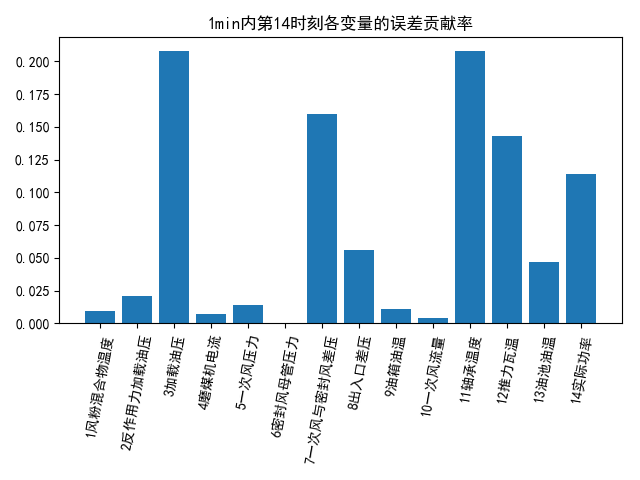 1min内第14时刻各变量的误差贡献率
0.200
0.175
0.150
0.125
0.100
0.075
0.050
0.025
0.000
1风粉混合物温度
2反作用力加载油压
3加载油压
4磨煤机电流
5一次风压力
6密封风母管压力
7一次风与密封风差压
8出入口差压
9油箱油温
10一次风流量
11轴承温度
12推力瓦温
13油池油温
14实际功率